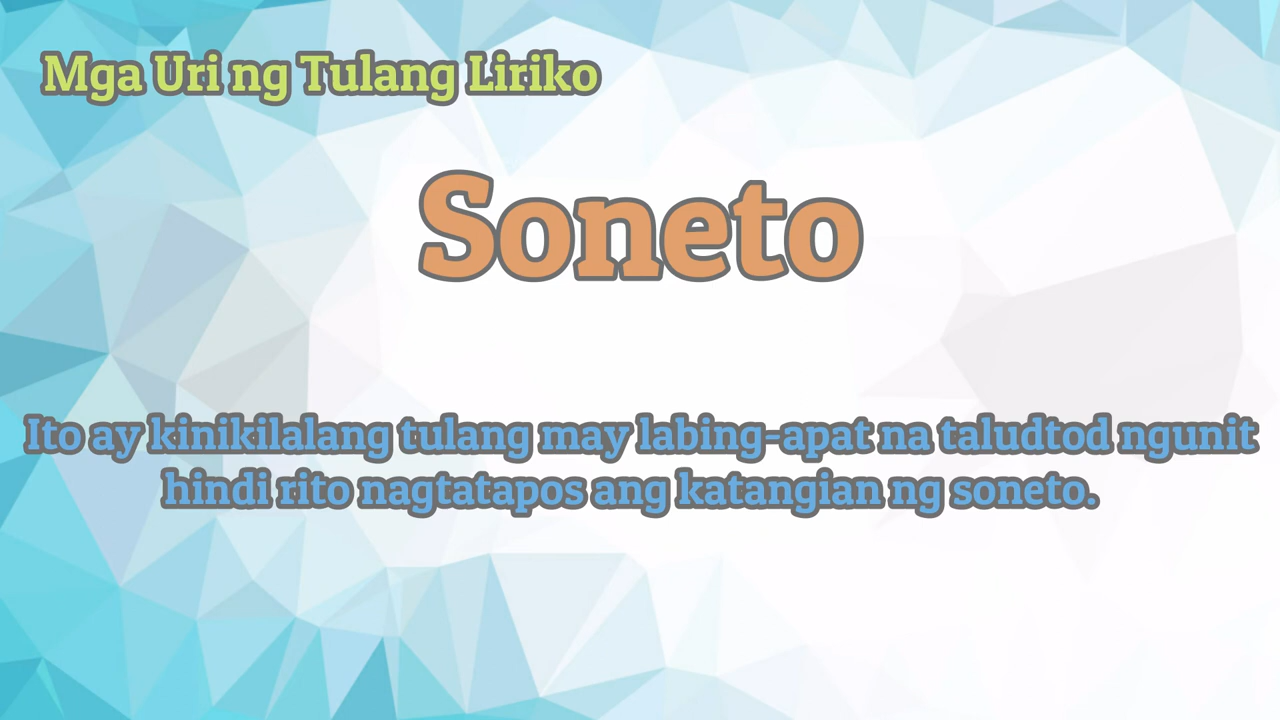 Mga Uri ng Tulang Liriko
Soneto
Ito ay kinikilalang tulang may labing-apat na taludtod ngunit
hindi rito nagtatapos ang katangian ng soneto.